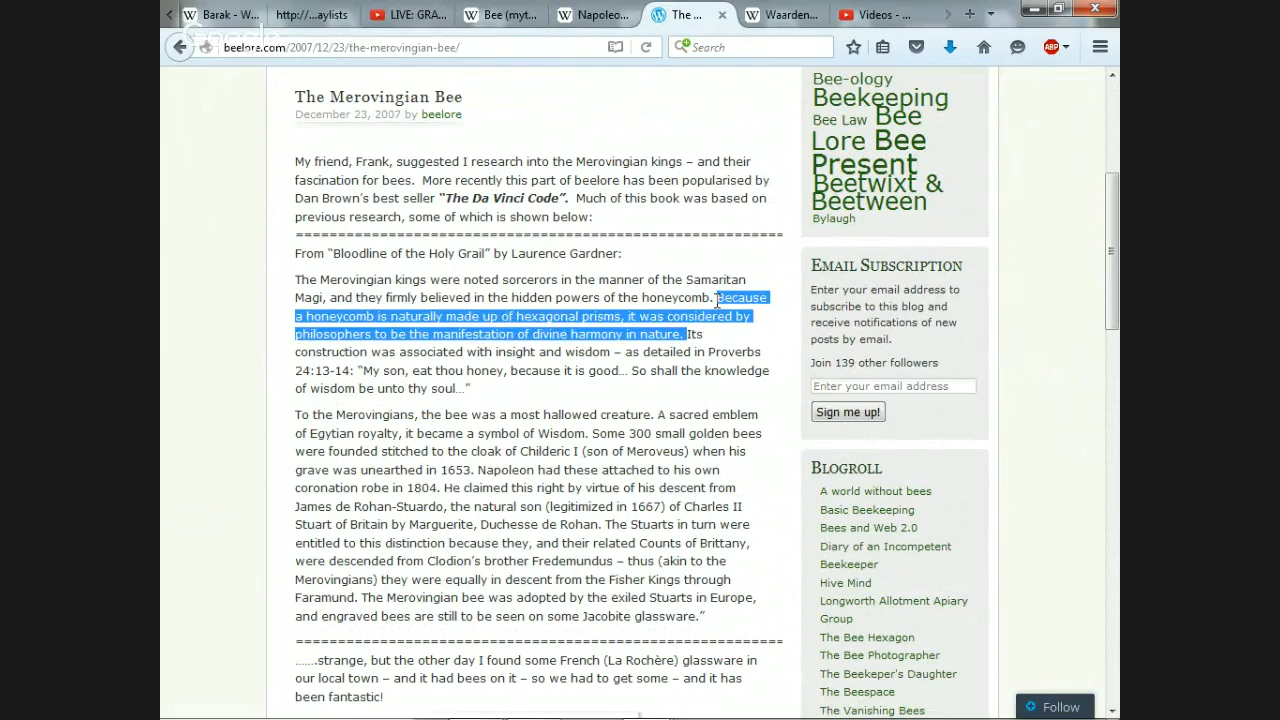 Barak - W...
http://...aylists
LIVE: GRA...
Bee (myt...
Napoleo...
The ...
Waarden...
Videos - ...
Google
beelore.com/2007/12/23/the-merovingian-bee/
Search
ABP
The Merovingian Bee
December 23, 2007 by beelore
My friend, Frank, suggested I research into the Merovingian kings – and their
fascination for bees.  More recently this part of beelore has been popularised by
Dan Brown's best seller “The Da Vinci Code”.  Much of this book was based on
previous research, some of which is shown below:
=========================================================
From “Bloodline of the Holy Grail” by Laurence Gardner:
The Merovingian kings were noted sorcerors in the manner of the Samaritan
Magi, and they firmly believed in the hidden powers of the honeycomb. Because
a honeycomb is naturally made up of hexagonal prisms, it was considered by
philosophers to be the manifestation of divine harmony in nature. Its
construction was associated with insight and wisdom – as detailed in Proverbs
24:13-14: “My son, eat thou honey, because it is good… So shall the knowledge
of wisdom be unto thy soul…”
To the Merovingians, the bee was a most hallowed creature. A sacred emblem
of Egytian royalty, it became a symbol of Wisdom. Some 300 small golden bees
were founded stitched to the cloak of Childeric I (son of Meroveus) when his
grave was unearthed in 1653. Napoleon had these attached to his own
coronation robe in 1804. He claimed this right by virtue of his descent from
James de Rohan-Stuardo, the natural son (legitimized in 1667) of Charles II
Stuart of Britain by Marguerite, Duchesse de Rohan. The Stuarts in turn were
entitled to this distinction because they, and their related Counts of Brittany,
were descended from Clodion's brother Fredemundus – thus (akin to the
Merovingians) they were equally in descent from the Fisher Kings through
Faramund. The Merovingian bee was adopted by the exiled Stuarts in Europe,
and engraved bees are still to be seen on some Jacobite glassware.”
=========================================================
…….strange, but the other day I found some French (La Rochère) glassware in
our local town – and it had bees on it – so we had to get some – and it has
been fantastic!
Bee-ology
Beekeeping
Bee Law Bee
Lore Bee
Present
Beetwixt &
Beetween
Bylaugh
Email Subscription
Enter your email address to
subscribe to this blog and
receive notifications of new
posts by email.
Join 139 other followers
Enter your email address
Sign me up!
Blogroll
A world without bees
Basic Beekeeping
Bees and Web 2.0
Diary of an Incompetent
Beekeeper
Hive Mind
Longworth Allotment Apiary
Group
The Bee Hexagon
The Bee Photographer
The Beekeper's Daughter
The Beespace
The Vanishing Bees
Follow